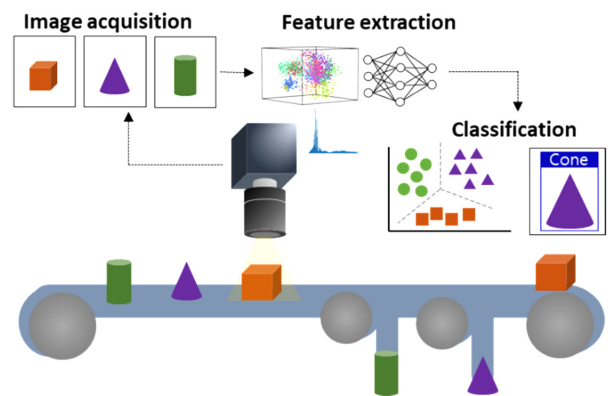 Image acquisition
Feature extraction
Classification
Cone